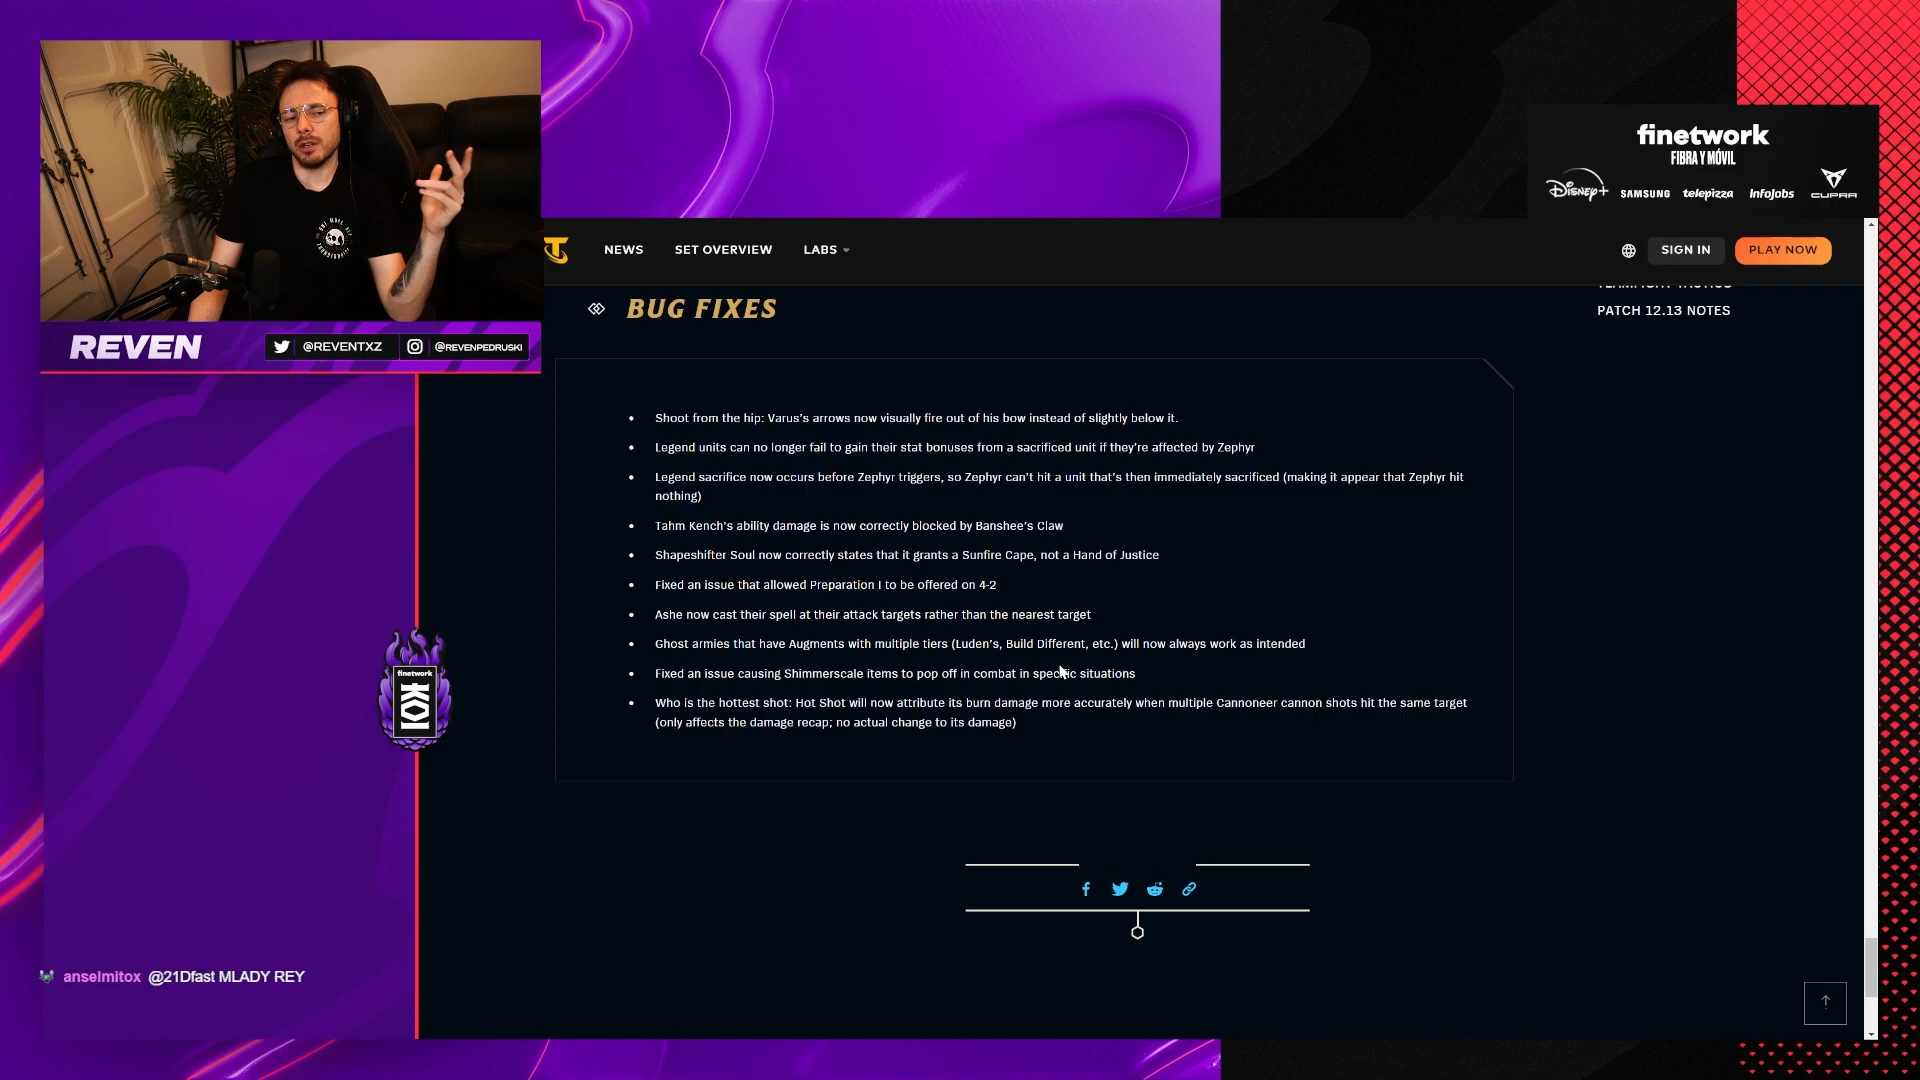 finetwork
FIBRA Y MÓVIL
Disney+ SAMSUNG telepizza InfoJobs CUPRA
REVEN
@REVENTXZ
@REVENPEDRUSKI
NEWS
SET OVERVIEW
LABS
SIGN IN
PLAY NOW
TEAMFIGHT TACTICS
PATCH 12.13 NOTES
BUG FIXES
• Shoot from the hip: Varus's arrows now visually fire out of his bow instead of slightly below it.
• Legend units can no longer fail to gain their stat bonuses from a sacrificed unit if they're affected by Zephyr
• Legend sacrifice now occurs before Zephyr triggers, so Zephyr can't hit a unit that's then immediately sacrificed (making it appear that Zephyr hit
nothing)
• Tahm Kench's ability damage is now correctly blocked by Banshee's Claw
• Shapeshifter Soul now correctly states that it grants a Sunfire Cape, not a Hand of Justice
• Fixed an issue that allowed Preparation I to be offered on 4-2
• Ashe now cast their spell at their attack targets rather than the nearest target
• Ghost armies that have Augments with multiple tiers (Luden's, Build Different, etc.) will now always work as intended
• Fixed an issue causing Shimmerscale items to pop off in combat in specific situations
• Who is the hottest shot: Hot Shot will now attribute its burn damage more accurately when multiple Cannoneer cannon shots hit the same target
(only affects the damage recap; no actual change to its damage)
finetwork
KOI
anselmitox @21Dfast MLADY REY